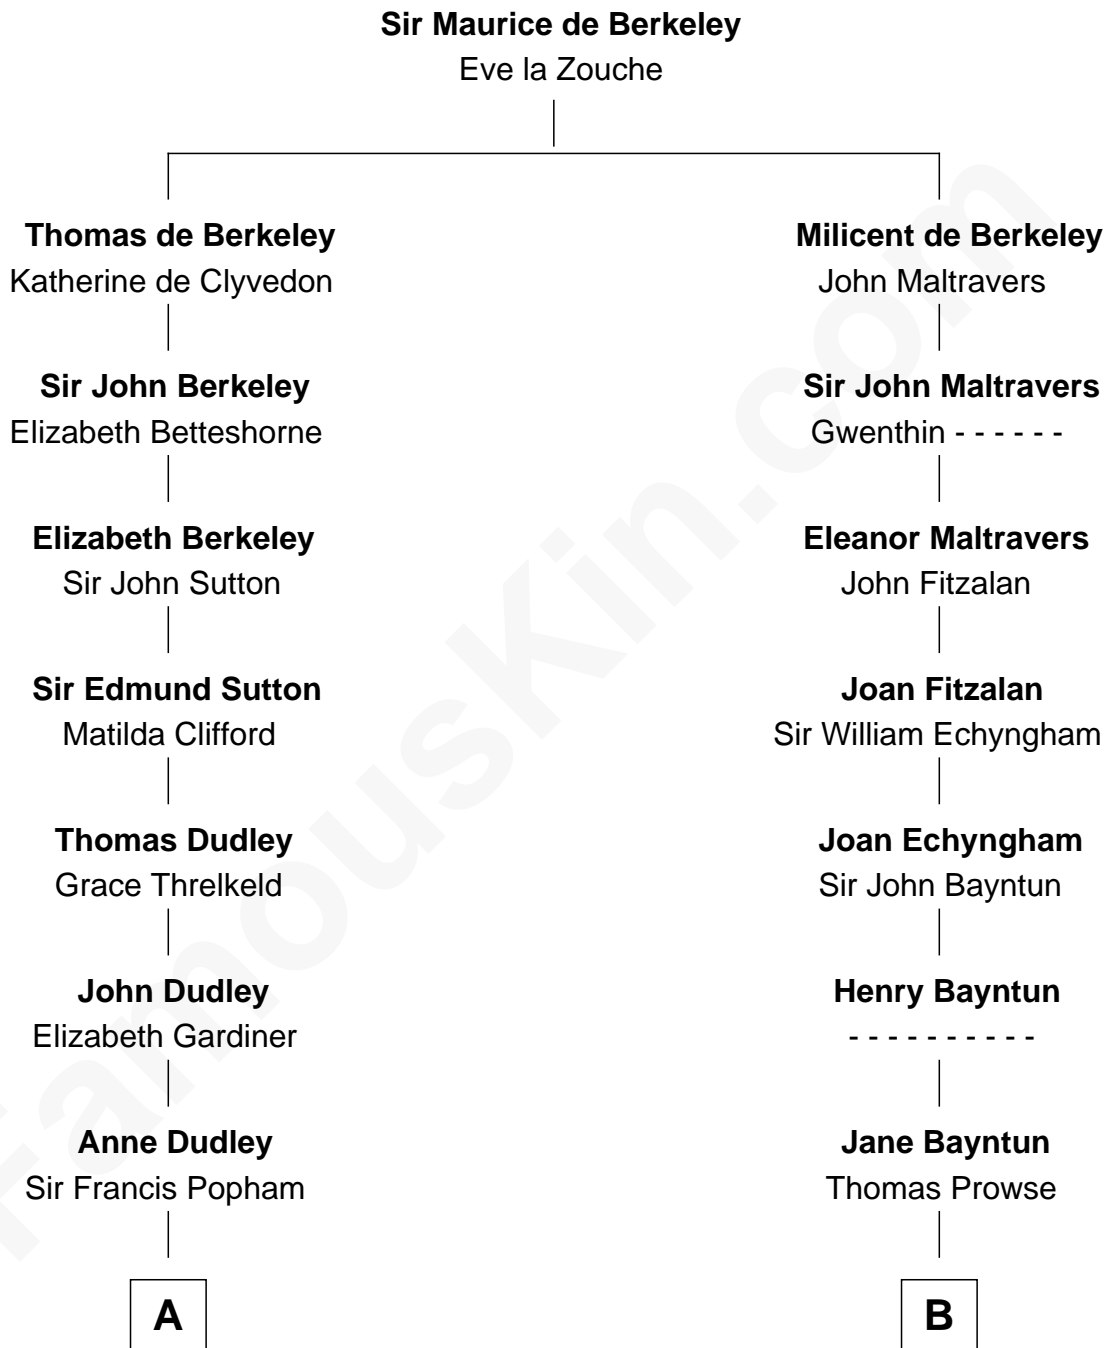 Sir Maurice de Berkeley
Eve la Zouche
Thomas de Berkeley
Katherine de Clyvedon
Sir John Berkeley
Elizabeth Betteshorne
Elizabeth Berkeley
Sir John Sutton
Sir Edmund Sutton
Matilda Clifford
Thomas Dudley
Grace Threlkeld
John Dudley
Elizabeth Gardiner
Anne Dudley
Sir Francis Popham
A
Milicent de Berkeley
John Maltravers
Sir John Maltravers
Gwenthin - - - - - -
Eleanor Maltravers
John Fitzalan
Joan Fitzalan
Sir William Echyngham
Joan Echyngham
Sir John Bayntun
Henry Bayntun
- - - - - - - - - -
Jane Bayntun
Thomas Prowse
B
FamousKin.com